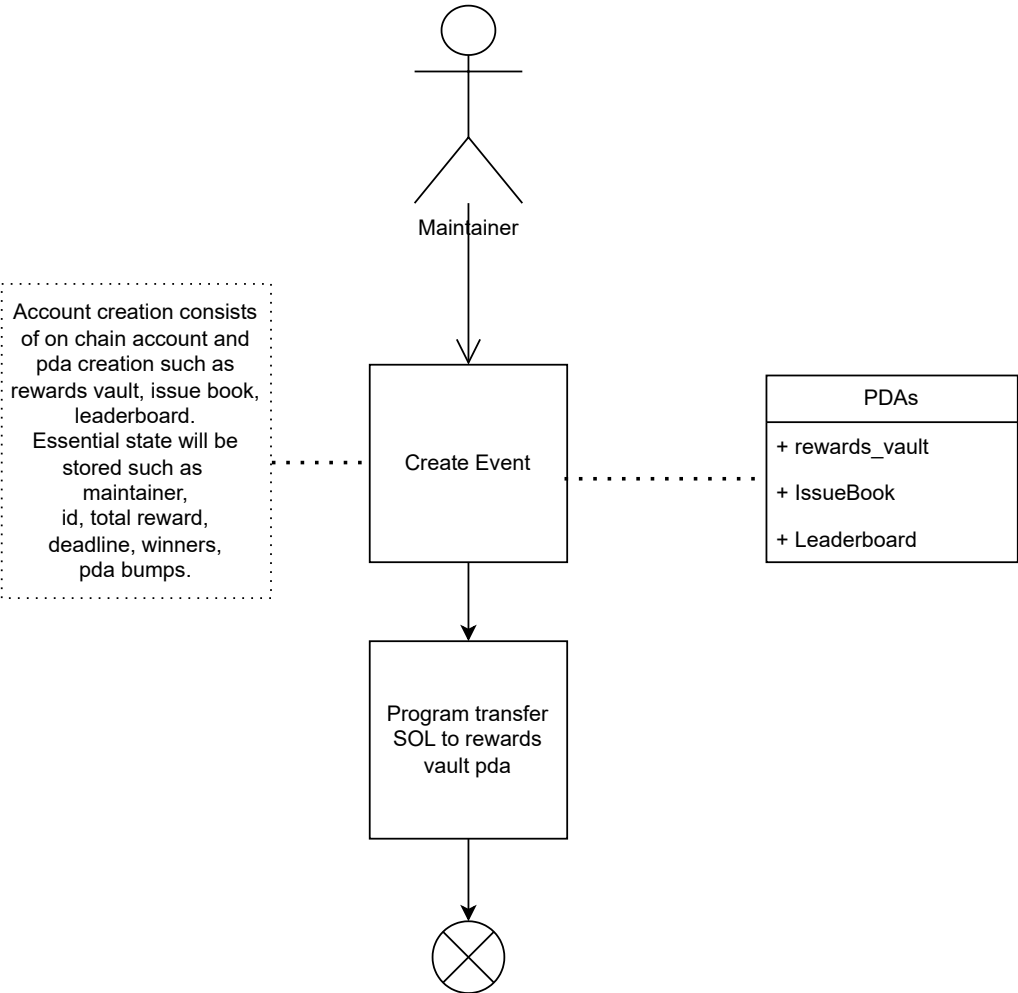 Maintainer
Account creation consists
of on chain account and
pda creation such as
rewards vault, issue book,
leaderboard.
Essential state will be
stored such as
maintainer,
id, total reward,
deadline, winners,
pda bumps.
Create Event
PDAs
+ rewards_vault
+ IssueBook
+ Leaderboard
Program transfer
SOL to rewards
vault pda